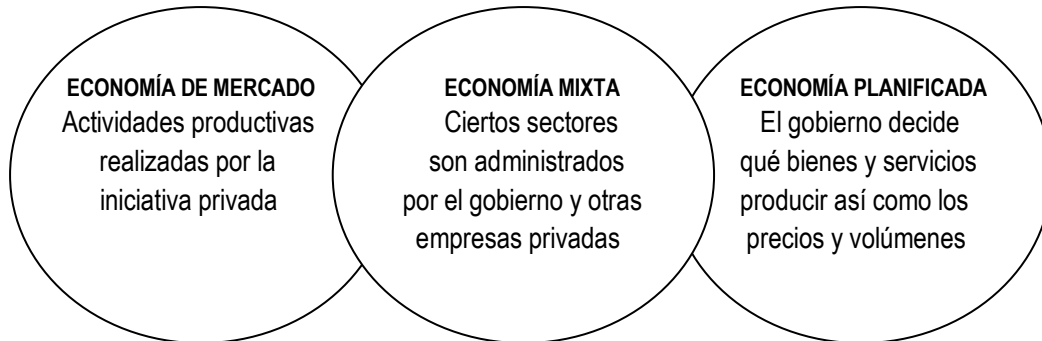 ECONOMÍA DE MERCADO
Actividades productivas
realizadas por la
iniciativa privada
ECONOMÍA MIXTA
Ciertos sectores
son administrados
por el gobierno y otras
empresas privadas
ECONOMÍA PLANIFICADA
El gobierno decide
qué bienes y servicios
producir así como los
precios y volúmenes